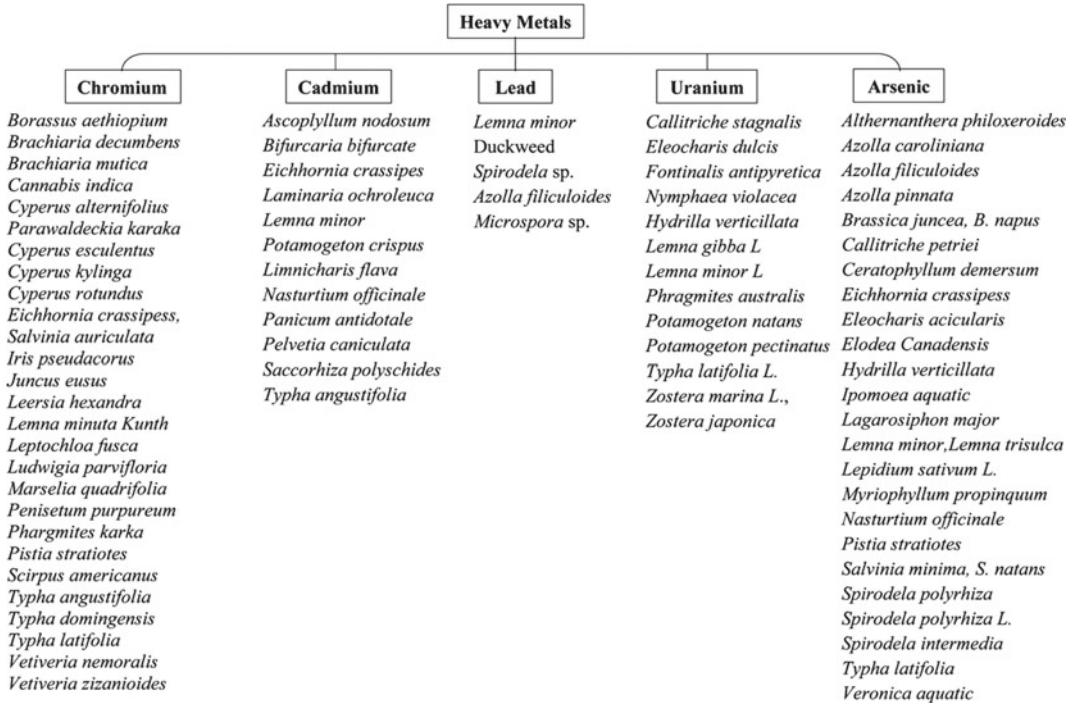 Heavy Metals
Chromium
Borassus aethiopium
Brachiaria decumbens
Brachiaria mutica
Cannabis indica
Cyperus alternifolius
Parawaldeckia karaka
Cyperus esculentus
Cyperus kylinga
Cyperus rotundus
Eichhornia crassipess,
Salvinia auriculata
Iris pseudacorus
Juncus eusus
Leersia hexandra
Lemna minuta Kunth
Leptochloa fusca
Ludwigia parvifloria
Marselia quadrifolia
Penisetum purpureum
Phargmites karka
Pistia stratiotes
Scirpus americanus
Typha angustifolia
Typha domingensis
Typha latifolia
Vetiveria nemoralis
Vetiveria zizanioides
Cadmium
Ascoplyllum nodosum
Bifurcaria bifurcate
Eichhornia crassipes
Laminaria ochroleuca
Lemna minor
Potamogeton crispus
Limnicharis flava
Nasturtium officinale
Panicum antidotale
Pelvetia caniculata
Saccorhiza polyschides
Typha angustifolia
Lead
Lemna minor
Duckweed
Spirodela sp.
Azolla filiculoides
Microspora sp.
Uranium
Callitriche stagnalis
Eleocharis dulcis
Fontinalis antipyretica
Nymphaea violacea
Hydrilla verticillata
Lemna gibba L
Lemna minor L
Phragmites australis
Potamogeton natans
Potamogeton pectinatus
Typha latifolia L.
Zostera marina L.,
Zostera japonica
Arsenic
Althernanthera philoxeroides
Azolla caroliniana
Azolla filiculoides
Azolla pinnata
Brassica juncea, B. napus
Callitriche petriei
Ceratophyllum demersum
Eichhornia crassipess
Eleocharis acicularis
Elodea Canadensis
Hydrilla verticillata
Ipomoea aquatic
Lagarosiphon major
Lemna minor,Lemna trisulca
Lepidium sativum L.
Myriophyllum propinquum
Nasturtium officinale
Pistia stratiotes
Salvinia minima, S. natans
Spirodela polyrhiza
Spirodela polyrhiza L.
Spirodela intermedia
Typha latifolia
Veronica aquatic